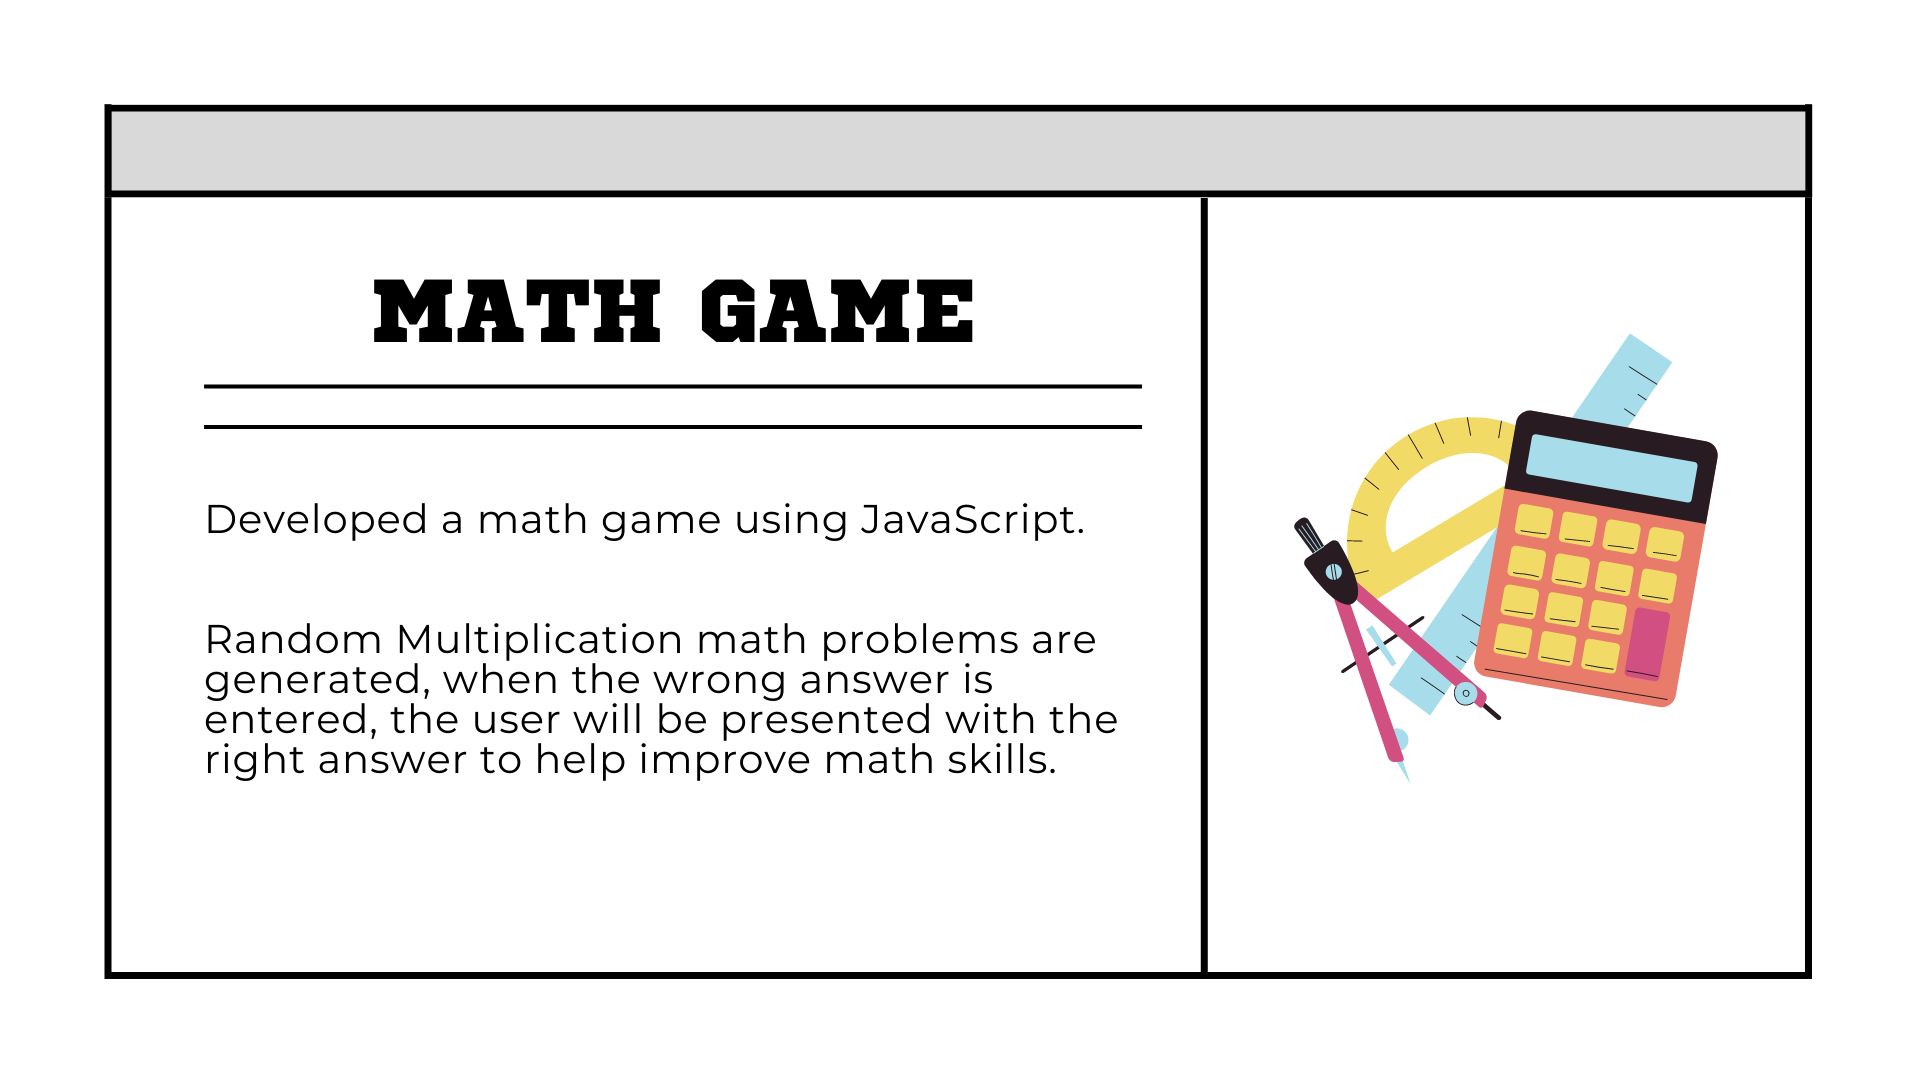 MATH GAME
Developed a math game using JavaScript.
Random Multiplication math problems are
generated, when the wrong answer is
entered, the user will be presented with the
right answer to help improve math skills.